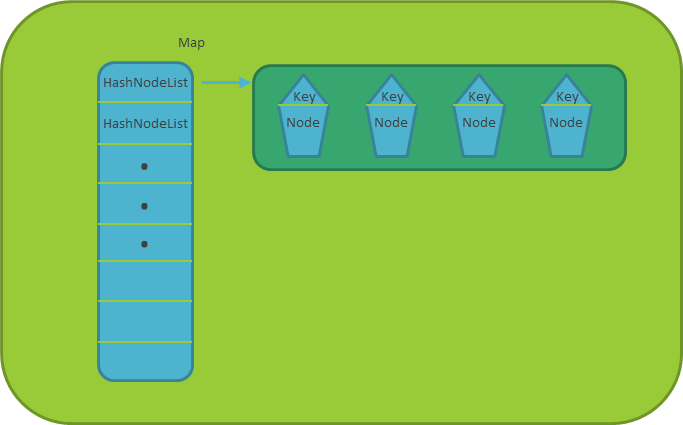 Map
HashNodeList
HashNodeList
Key Key Key Key
Node Node Node Node